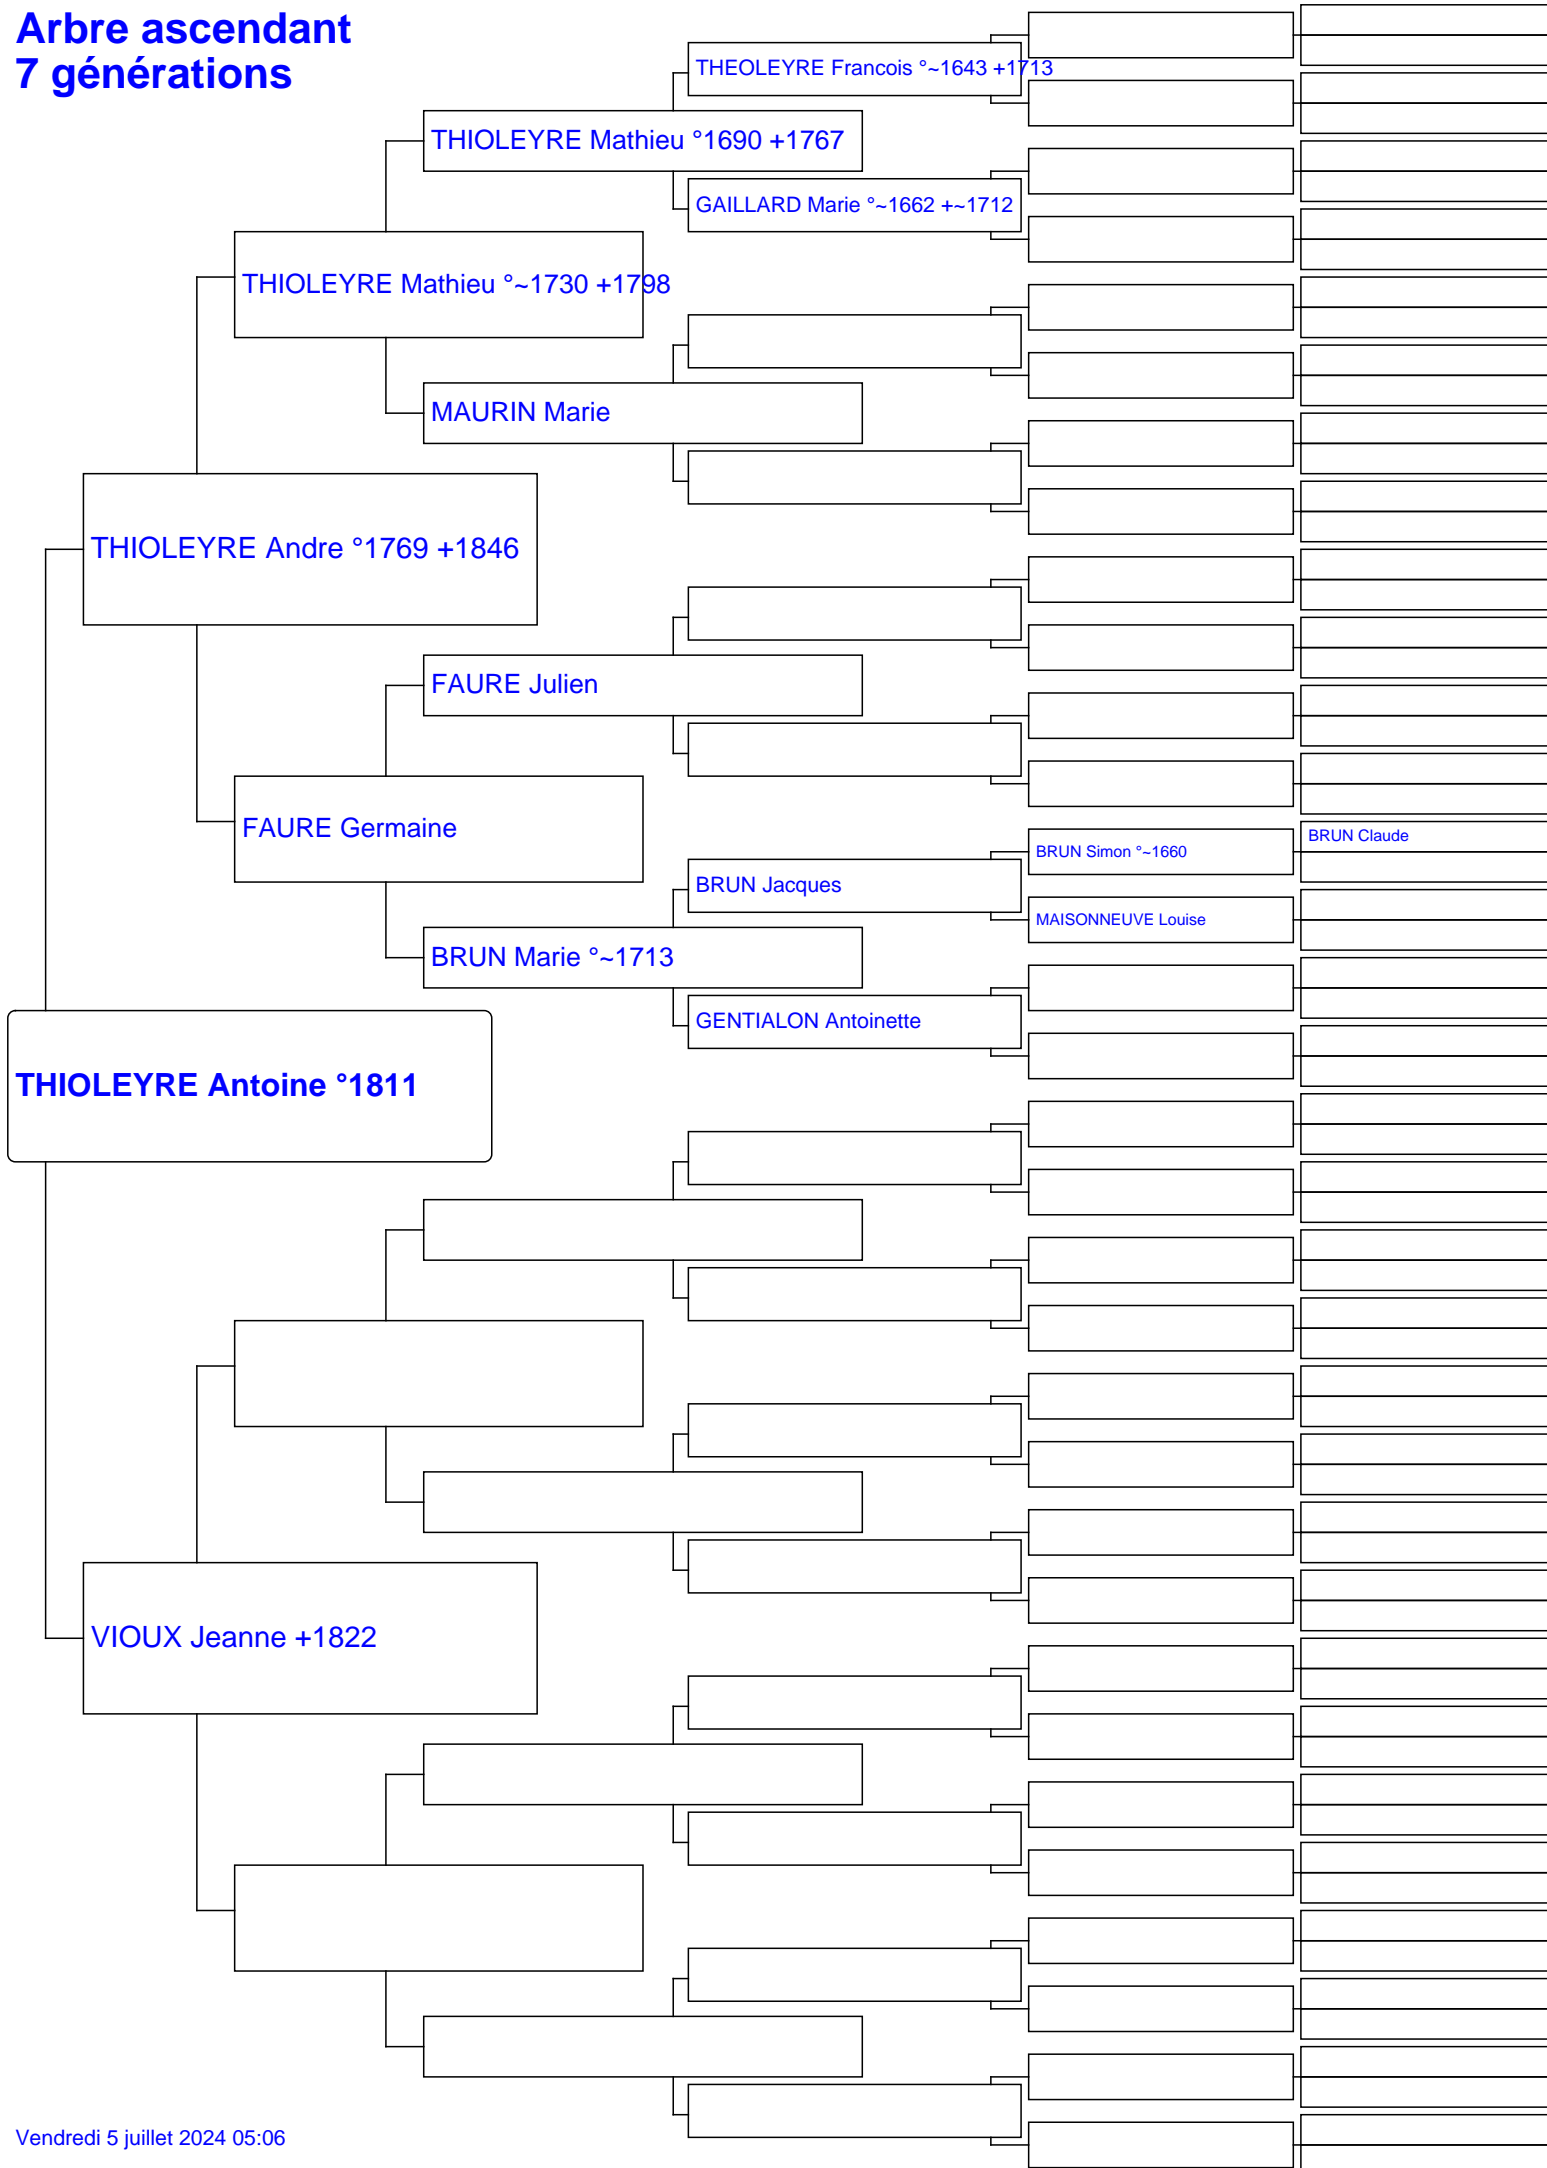 Arbre ascendant
7 générations
THEOLEYRE Francois °~1643 +1713
THIOLEYRE Mathieu °1690 +1767
GAILLARD Marie °~1662 +~1712
THIOLEYRE Mathieu °~1730 +1798
MAURIN Marie
THIOLEYRE Andre °1769 +1846
FAURE Julien
FAURE Germaine
BRUN Claude
BRUN Simon °~1660
BRUN Jacques
MAISONNEUVE Louise
BRUN Marie °~1713
GENTIALON Antoinette
THIOLEYRE Antoine °1811
VIOUX Jeanne +1822
Vendredi 5 juillet 2024 05:06